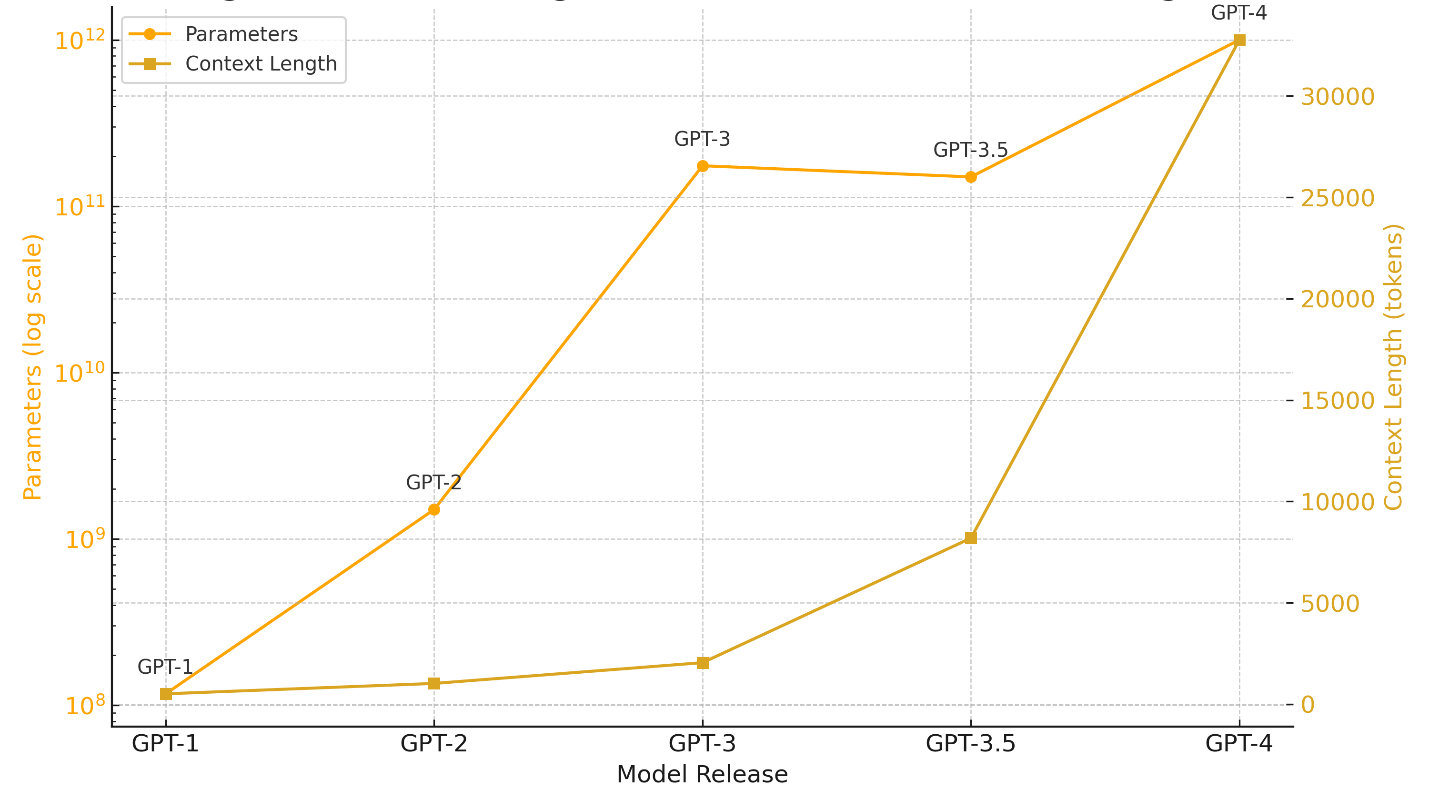 GPT-4
Parameters
Context Length
10¹²
10¹¹
10¹⁰
10⁹
10⁸
Parameters (log scale)
GPT-1
GPT-2
GPT-3
GPT-3.5
30000
25000
20000
15000
10000
5000
0
Context Length (tokens)
GPT-1 GPT-2 GPT-3 GPT-3.5 GPT-4
Model Release